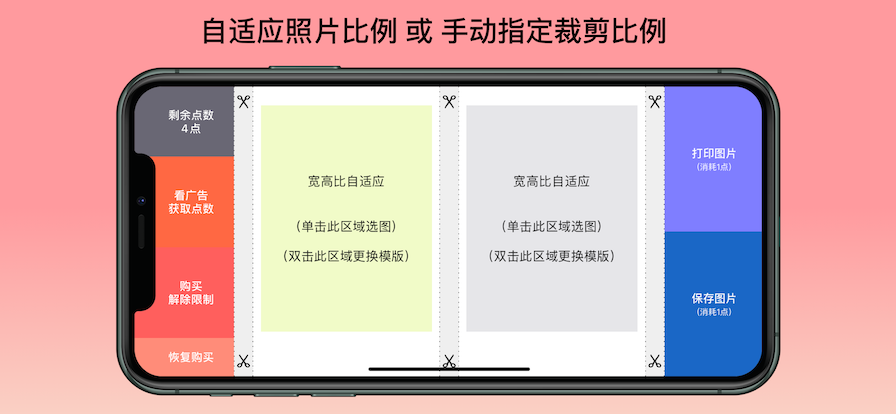 自适应照片比例 或 手动指定裁剪比例
剩余点数
4点
看广告
获取点数
购买
解除限制
恢复购买
宽高比自适应
(单击此区域选图)
(双击此区域更换模版)
宽高比自适应
(单击此区域选图)
(双击此区域更换模版)
打印图片
(消耗1点)
保存图片
(消耗1点)